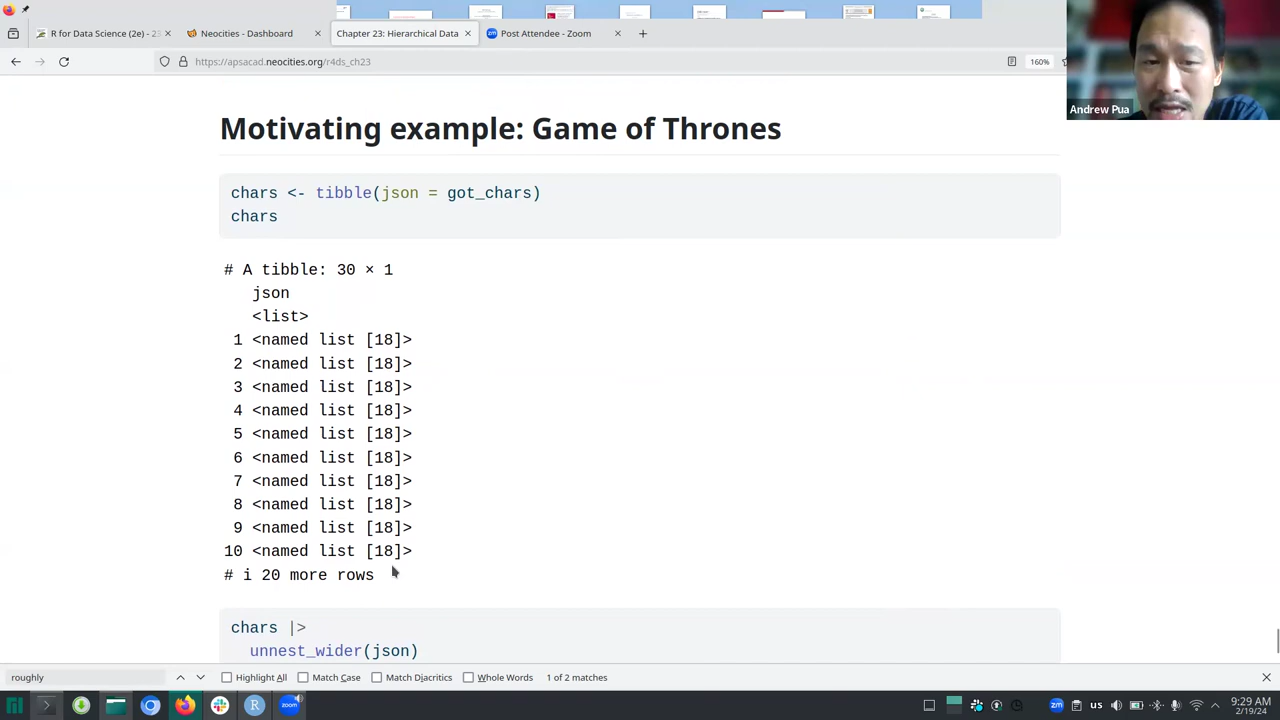 R for Data Science (2e) - 23
Neocities - Dashboard
Chapter 23: Hierarchical Data
Post Attendee - Zoom
https://apsacad.neocities.org/r4ds_ch23
160%
Andrew Pua
Motivating example: Game of Thrones
chars <- tibble(json = got_chars)
chars
# A tibble: 30 × 1
json
<list>
1 <named list [18]>
2 <named list [18]>
3 <named list [18]>
4 <named list [18]>
5 <named list [18]>
6 <named list [18]>
7 <named list [18]>
8 <named list [18]>
9 <named list [18]>
10 <named list [18]>
# i 20 more rows
chars |>
unnest_wider(json)
roughly
Highlight All
Match Case
Match Diacritics
Whole Words
1 of 2 matches
us
9:29 AM
2/19/24